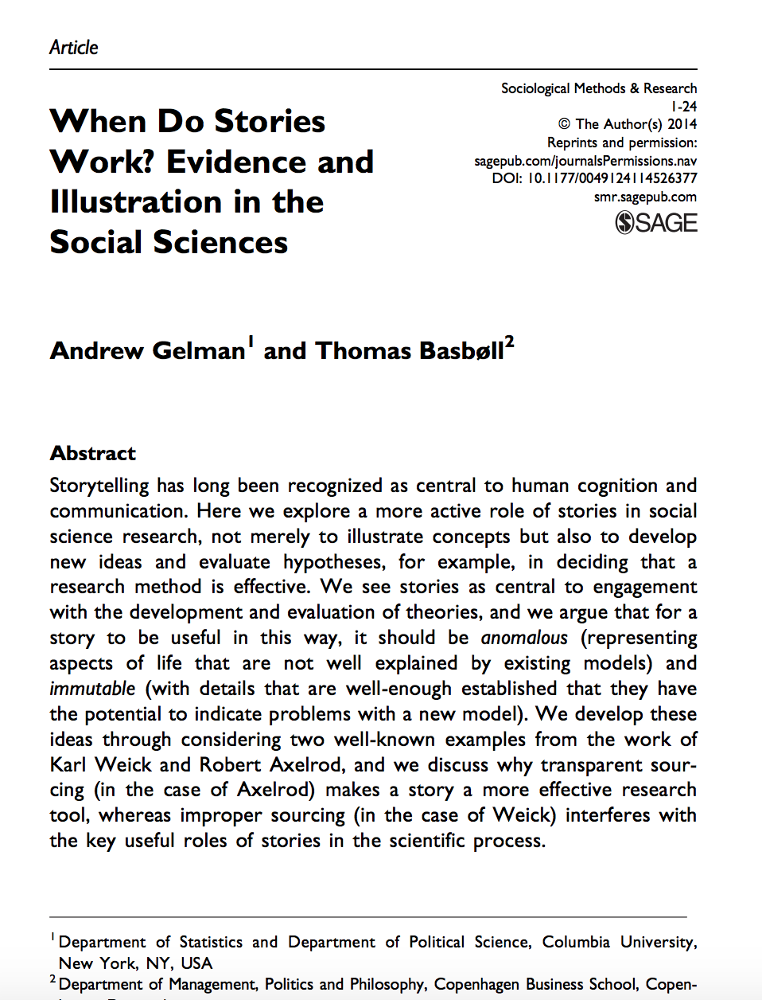 Article
Sociological Methods & Research
1-24
© The Author(s) 2014
Reprints and permission:
sagepub.com/journalsPermissions.nav
DOI: 10.1177/0049124114526377
smr.sagepub.com
SAGE
When Do Stories
Work? Evidence and
Illustration in the
Social Sciences
Andrew Gelman1 and Thomas Basbøll2
Abstract
Storytelling has long been recognized as central to human cognition and
communication. Here we explore a more active role of stories in social
science research, not merely to illustrate concepts but also to develop
new ideas and evaluate hypotheses, for example, in deciding that a
research method is effective. We see stories as central to engagement
with the development and evaluation of theories, and we argue that for a
story to be useful in this way, it should be anomalous (representing
aspects of life that are not well explained by existing models) and
immutable (with details that are well-enough established that they have
the potential to indicate problems with a new model). We develop these
ideas through considering two well-known examples from the work of
Karl Weick and Robert Axelrod, and we discuss why transparent sour-
cing (in the case of Axelrod) makes a story a more effective research
tool, whereas improper sourcing (in the case of Weick) interferes with
the key useful roles of stories in the scientific process.
1 Department of Statistics and Department of Political Science, Columbia University,
New York, NY, USA
2 Department of Management, Politics and Philosophy, Copenhagen Business School, Copen-